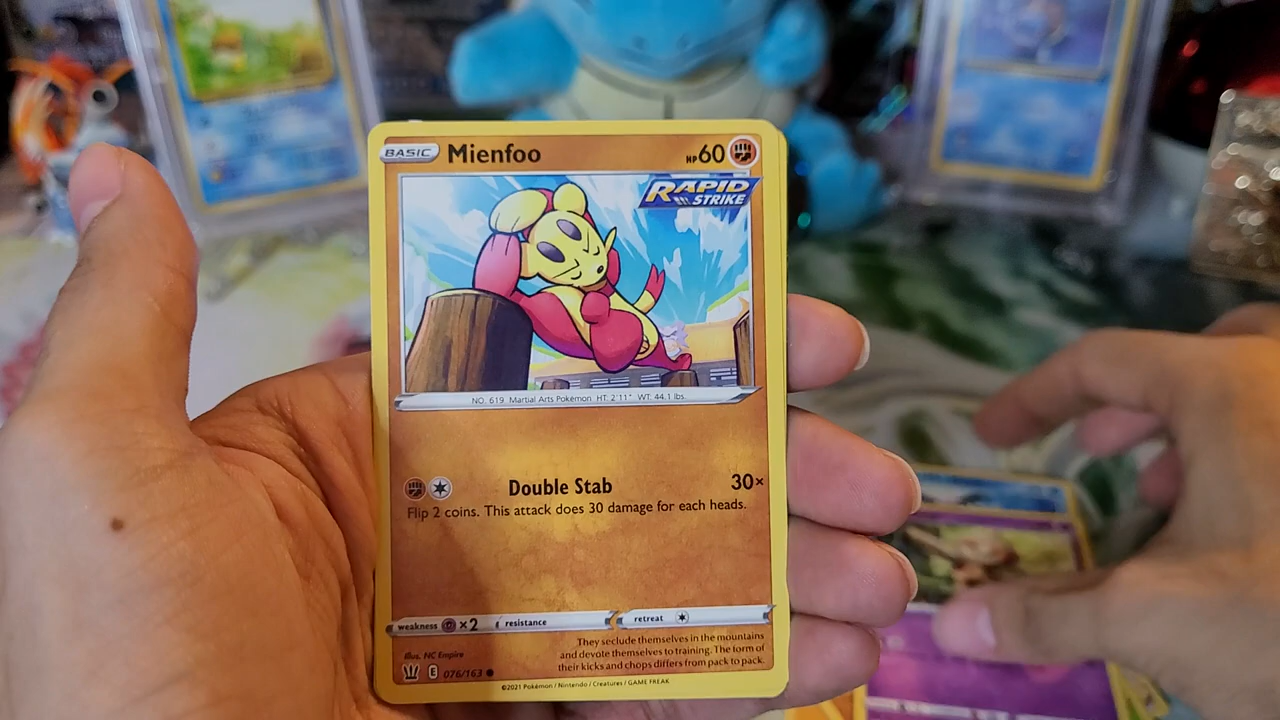 BASIC Mienfoo HP 60
RAPID STRIKE
NO. 619 Martial Arts Pokémon HT: 2'11" WT: 44.1 lbs.
Double Stab 30×
Flip 2 coins. This attack does 30 damage for each heads.
weakness ×2 resistance retreat
They seclude themselves in the mountains
and devote themselves to training. The form of
their kicks and chops differs from pack to pack.
Illus. NC Empire
E 076/163
©2021 Pokémon / Nintendo / Creatures / GAME FREAK